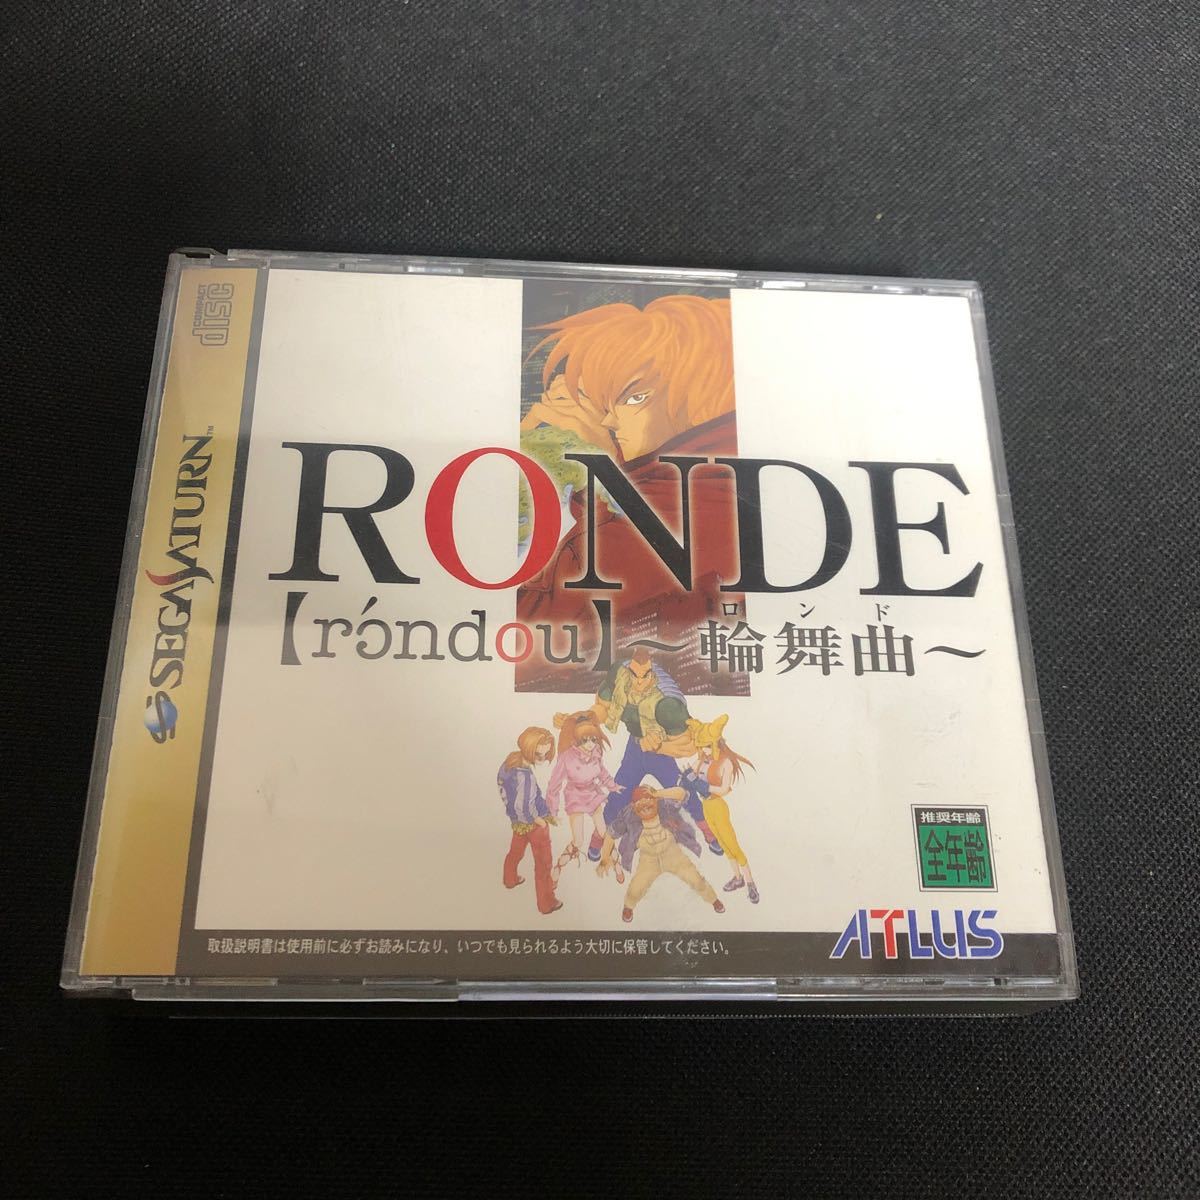 COMPACT
disc
SEGASATURN™
RONDE
【rɔ́ndou】～輪舞曲～
ロンド
推奨年齢
全年齢
ATLUS
取扱説明書は使用前に必ずお読みになり、いつでも見られるよう大切に保管してください。